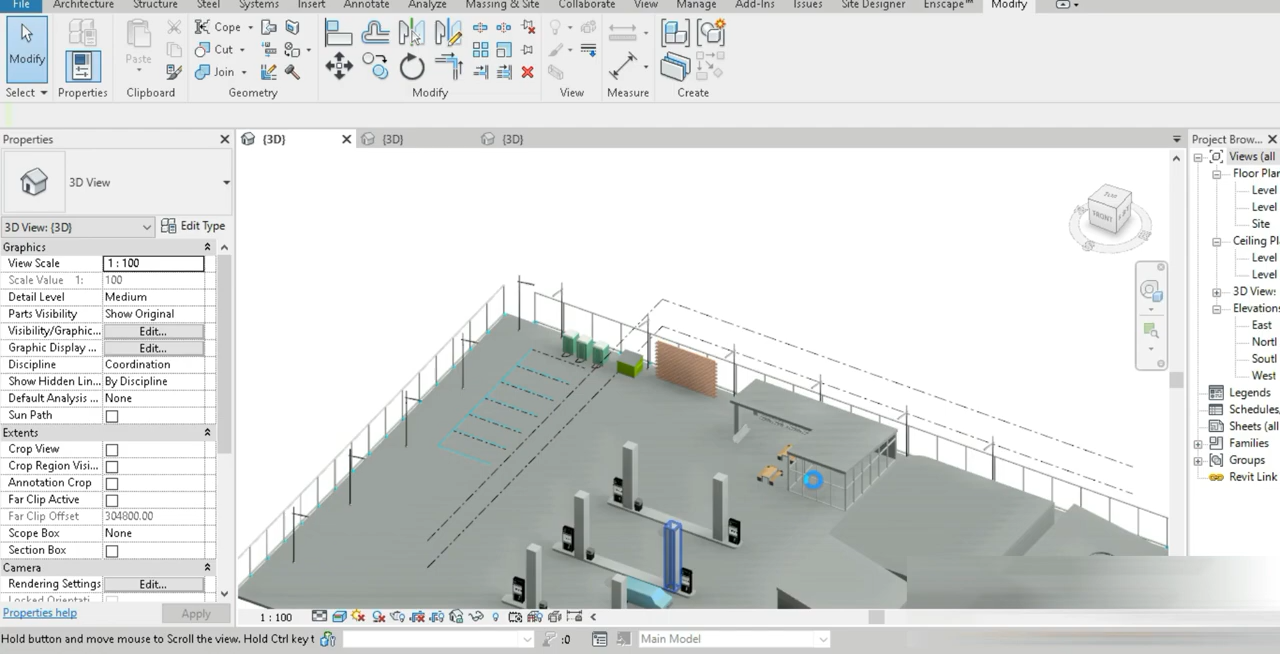 File Architecture Structure Steel Systems Insert Annotate Analyze Massing & Site Collaborate View Manage Add-Ins Issues Site Designer Enscape™ Modify
Cope
Cut
Join
Modify
Paste
Select Properties Clipboard Geometry Modify View Measure Create
Properties
{3D} {3D} {3D}
Project Brow...
3D View
3D View: {3D}
Edit Type
Graphics
View Scale 1 : 100
Scale Value 1: 100
Detail Level Medium
Parts Visibility Show Original
Visibility/Graphic... Edit...
Graphic Display ... Edit...
Discipline Coordination
Show Hidden Lin... By Discipline
Default Analysis ... None
Sun Path
Extents
Crop View
Crop Region Visi...
Annotation Crop
Far Clip Active
Far Clip Offset 304800.00
Scope Box None
Section Box
Camera
Rendering Settings Edit...
Properties help
Apply
FRONT
Views (all
Floor Plan
Level
Level
Site
Ceiling Pl
Level
Level
3D Views
Elevations
East
North
South
West
Legends
Schedules,
Sheets (all
Families
Groups
Revit Link
1 : 100
Hold button and move mouse to Scroll the view. Hold Ctrl key t
:0
Main Model